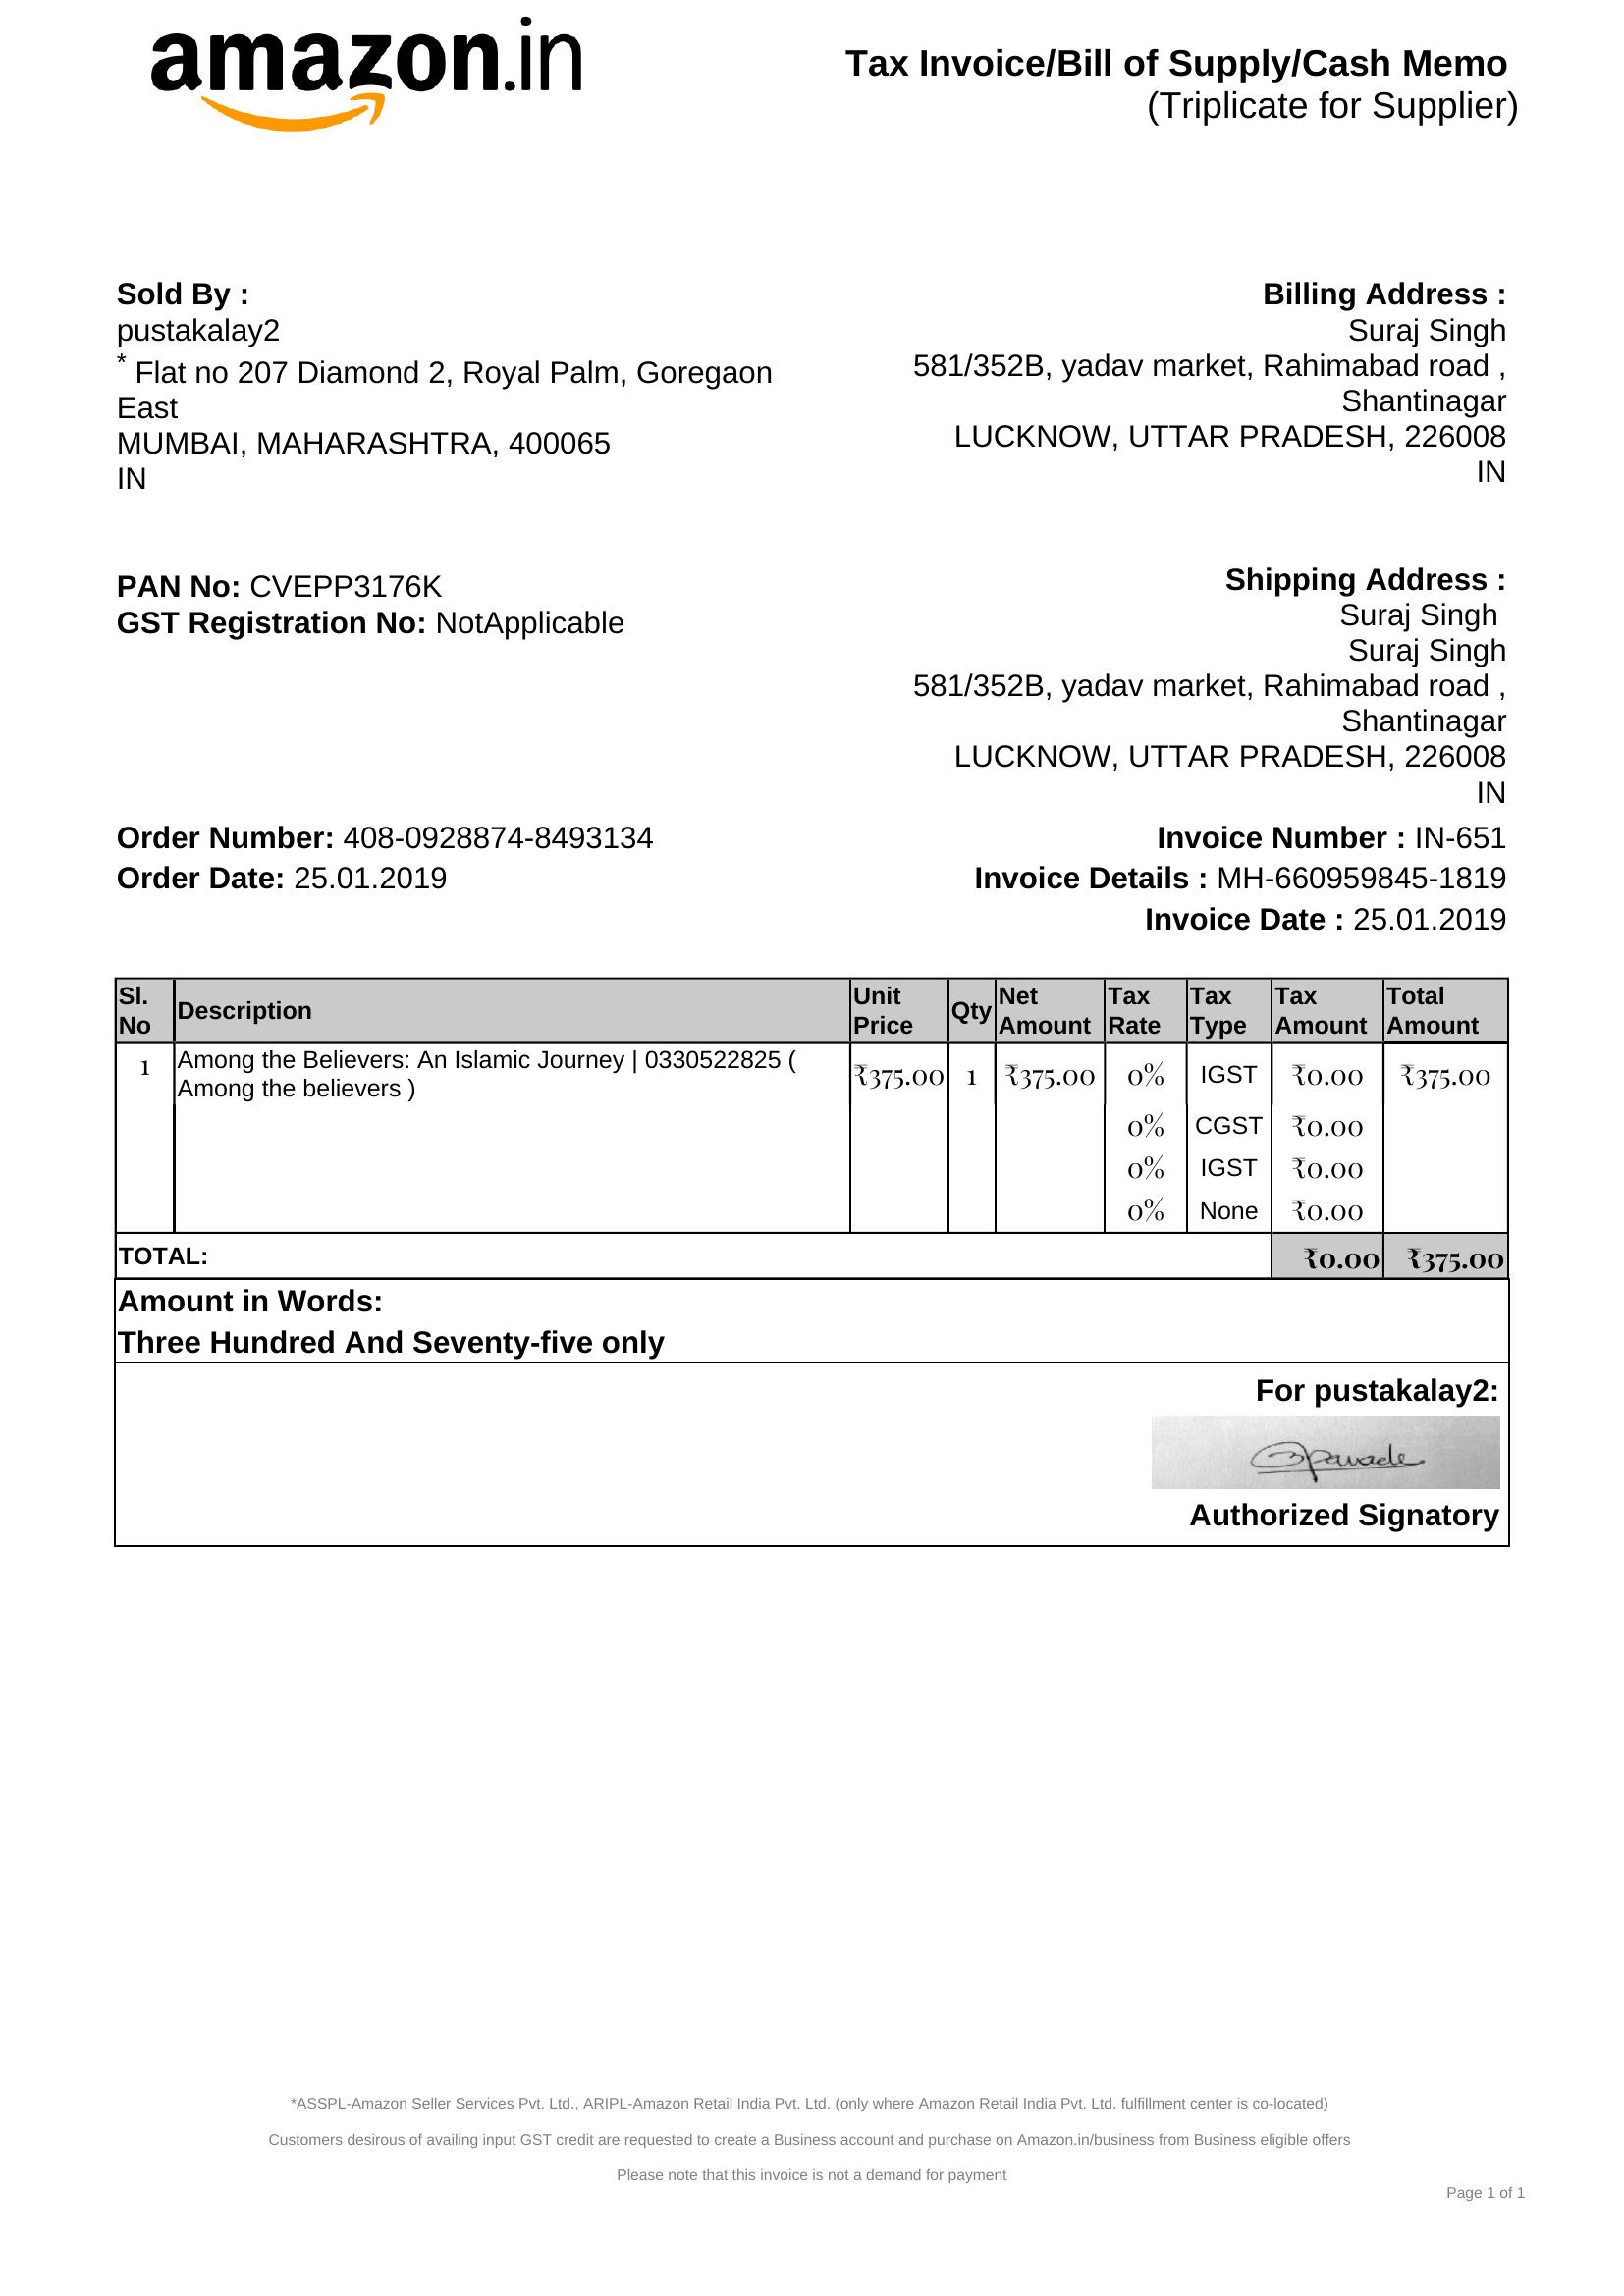 amazon.in
Tax Invoice/Bill of Supply/Cash Memo
(Triplicate for Supplier)
Sold By :
pustakalay2
* Flat no 207 Diamond 2, Royal Palm, Goregaon
East
MUMBAI, MAHARASHTRA, 400065
IN
Billing Address :
Suraj Singh
581/352B, yadav market, Rahimabad road ,
Shantinagar
LUCKNOW, UTTAR PRADESH, 226008
IN
PAN No: CVEPP3176K
GST Registration No: NotApplicable
Shipping Address :
Suraj Singh
Suraj Singh
581/352B, yadav market, Rahimabad road ,
Shantinagar
LUCKNOW, UTTAR PRADESH, 226008
IN
Order Number: 408-0928874-8493134
Order Date: 25.01.2019
Invoice Number : IN-651
Invoice Details : MH-660959845-1819
Invoice Date : 25.01.2019
Sl. No Description Unit Price Qty Net Amount Tax Rate Tax Type Tax Amount Total Amount
1 Among the Believers: An Islamic Journey | 0330522825 ( ₹375.00 1 ₹375.00 0% IGST ₹0.00 ₹375.00
Among the believers )
0% CGST ₹0.00
0% IGST ₹0.00
0% None ₹0.00
TOTAL: ₹0.00 ₹375.00
Amount in Words:
Three Hundred And Seventy-five only
For pustakalay2:
Authorized Signatory
*ASSPL-Amazon Seller Services Pvt. Ltd., ARIPL-Amazon Retail India Pvt. Ltd. (only where Amazon Retail India Pvt. Ltd. fulfillment center is co-located)
Customers desirous of availing input GST credit are requested to create a Business account and purchase on Amazon.in/business from Business eligible offers
Please note that this invoice is not a demand for payment
Page 1 of 1